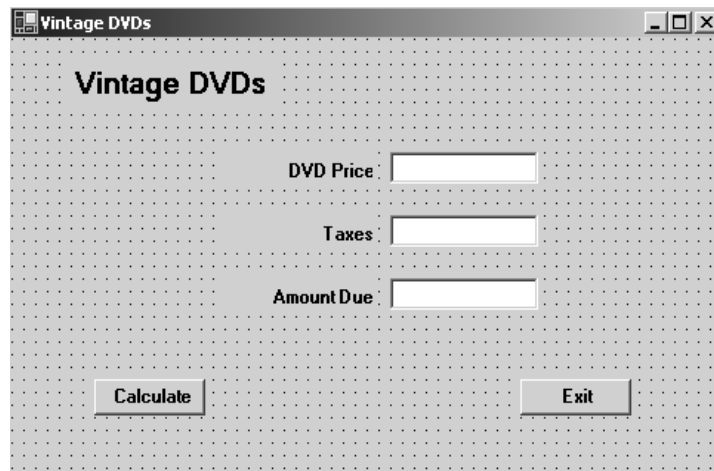 Vintage DVDs
Vintage DVDs
DVD Price
Taxes
Amount Due
Calculate
Exit